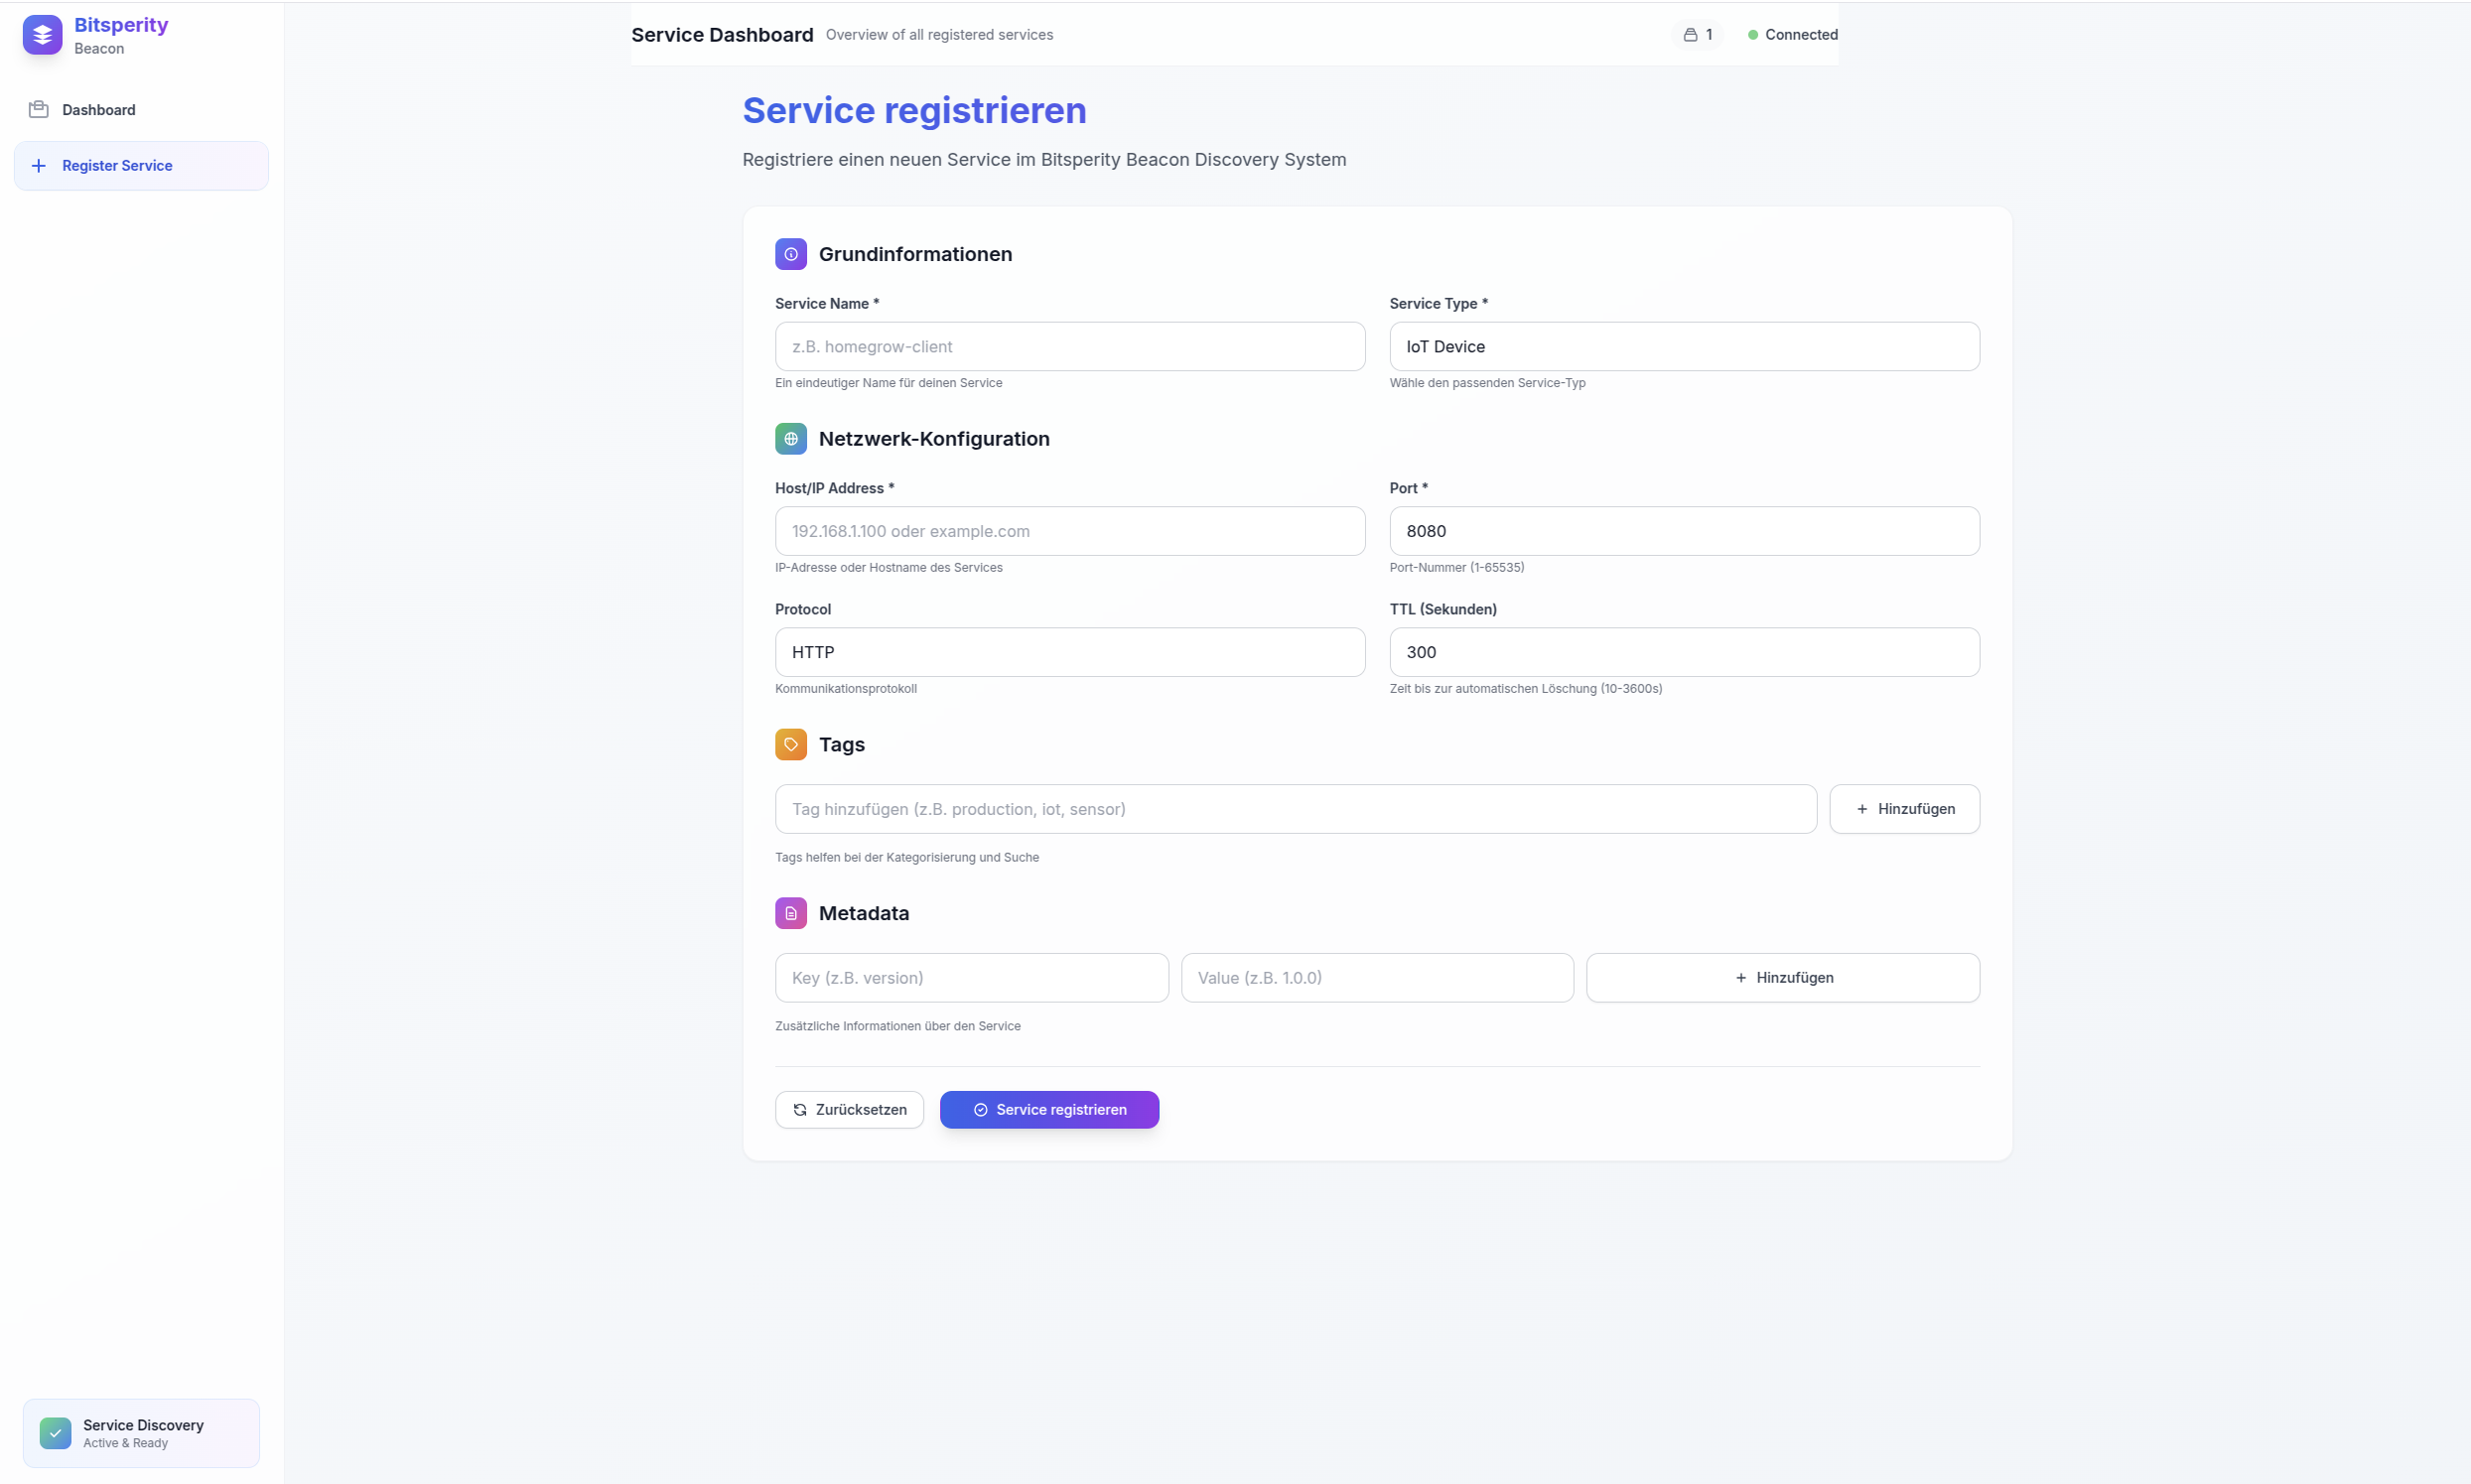 Bitsperity
Beacon
Dashboard
Register Service
Service Discovery
Active & Ready
Service Dashboard Overview of all registered services 1 Connected
Service registrieren
Registriere einen neuen Service im Bitsperity Beacon Discovery System
Grundinformationen
Service Name * Service Type *
z.B. homegrow-client IoT Device
Ein eindeutiger Name für deinen Service Wähle den passenden Service-Typ
Netzwerk-Konfiguration
Host/IP Address * Port *
192.168.1.100 oder example.com 8080
IP-Adresse oder Hostname des Services Port-Nummer (1-65535)
Protocol TTL (Sekunden)
HTTP 300
Kommunikationsprotokoll Zeit bis zur automatischen Löschung (10-3600s)
Tags
Tag hinzufügen (z.B. production, iot, sensor) Hinzufügen
Tags helfen bei der Kategorisierung und Suche
Metadata
Key (z.B. version) Value (z.B. 1.0.0) Hinzufügen
Zusätzliche Informationen über den Service
Zurücksetzen Service registrieren